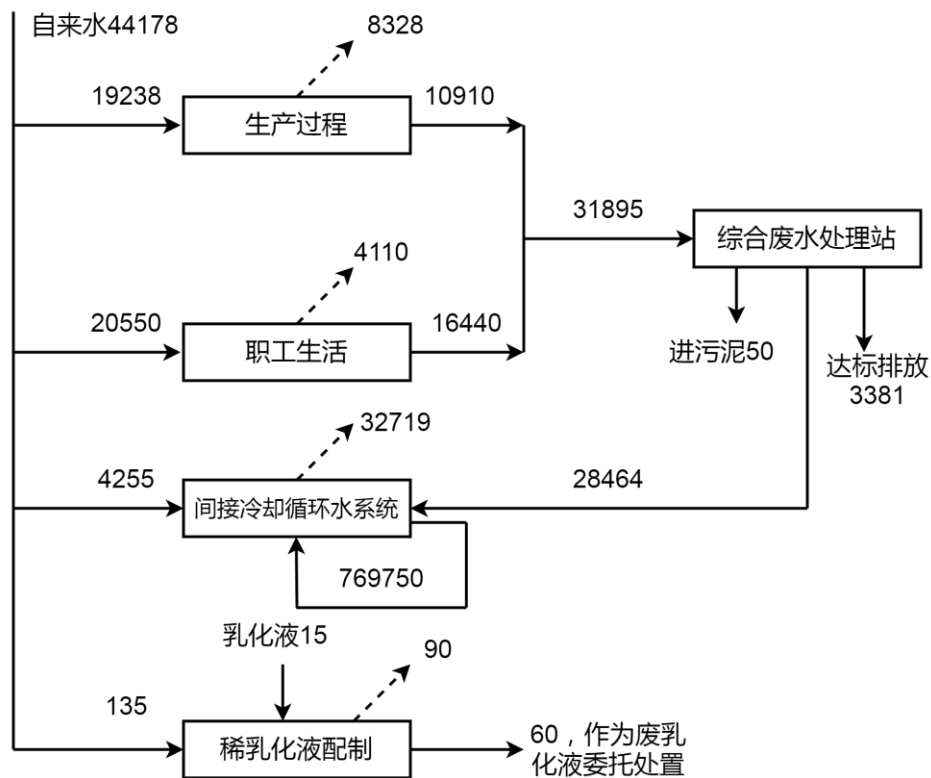 自来水44178
8328
19238
生产过程
10910
31895
综合废水处理站
4110
20550
职工生活
16440
进污泥50
达标排放
3381
32719
4255
间接冷却循环水系统
28464
769750
乳化液15
90
135
稀乳化液配制
60，作为废乳
化液委托处置